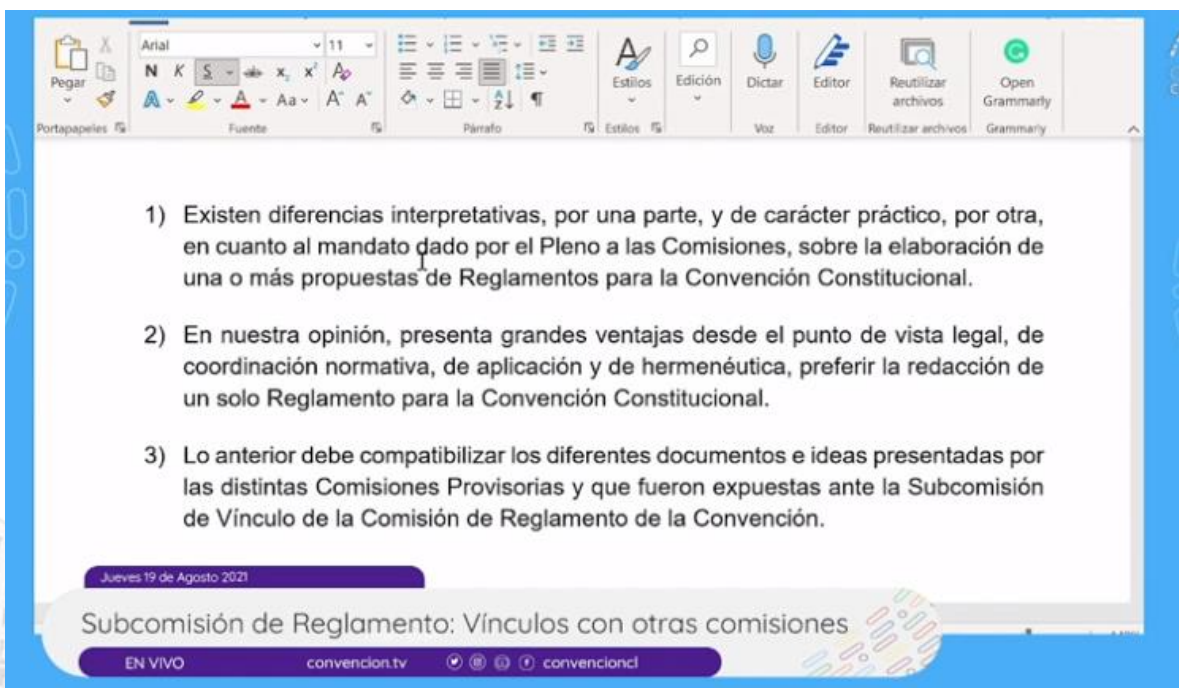 Arial 11
N K S ab x, x² A
A A Aa A^ Aˇ
Pegar Estilos Edición Dictar Editor Reutilizar archivos Open Grammarly
Portapapeles Fuente Párrafo Estilos Voz Editor Reutilizar archivos Grammarly
1) Existen diferencias interpretativas, por una parte, y de carácter práctico, por otra,
en cuanto al mandato dado por el Pleno a las Comisiones, sobre la elaboración de
una o más propuestas de Reglamentos para la Convención Constitucional.
2) En nuestra opinión, presenta grandes ventajas desde el punto de vista legal, de
coordinación normativa, de aplicación y de hermenéutica, preferir la redacción de
un solo Reglamento para la Convención Constitucional.
3) Lo anterior debe compatibilizar los diferentes documentos e ideas presentadas por
las distintas Comisiones Provisorias y que fueron expuestas ante la Subcomisión
de Vínculo de la Comisión de Reglamento de la Convención.
Jueves 19 de Agosto 2021
Subcomisión de Reglamento: Vínculos con otras comisiones
EN VIVO convencion.tv convencioncl